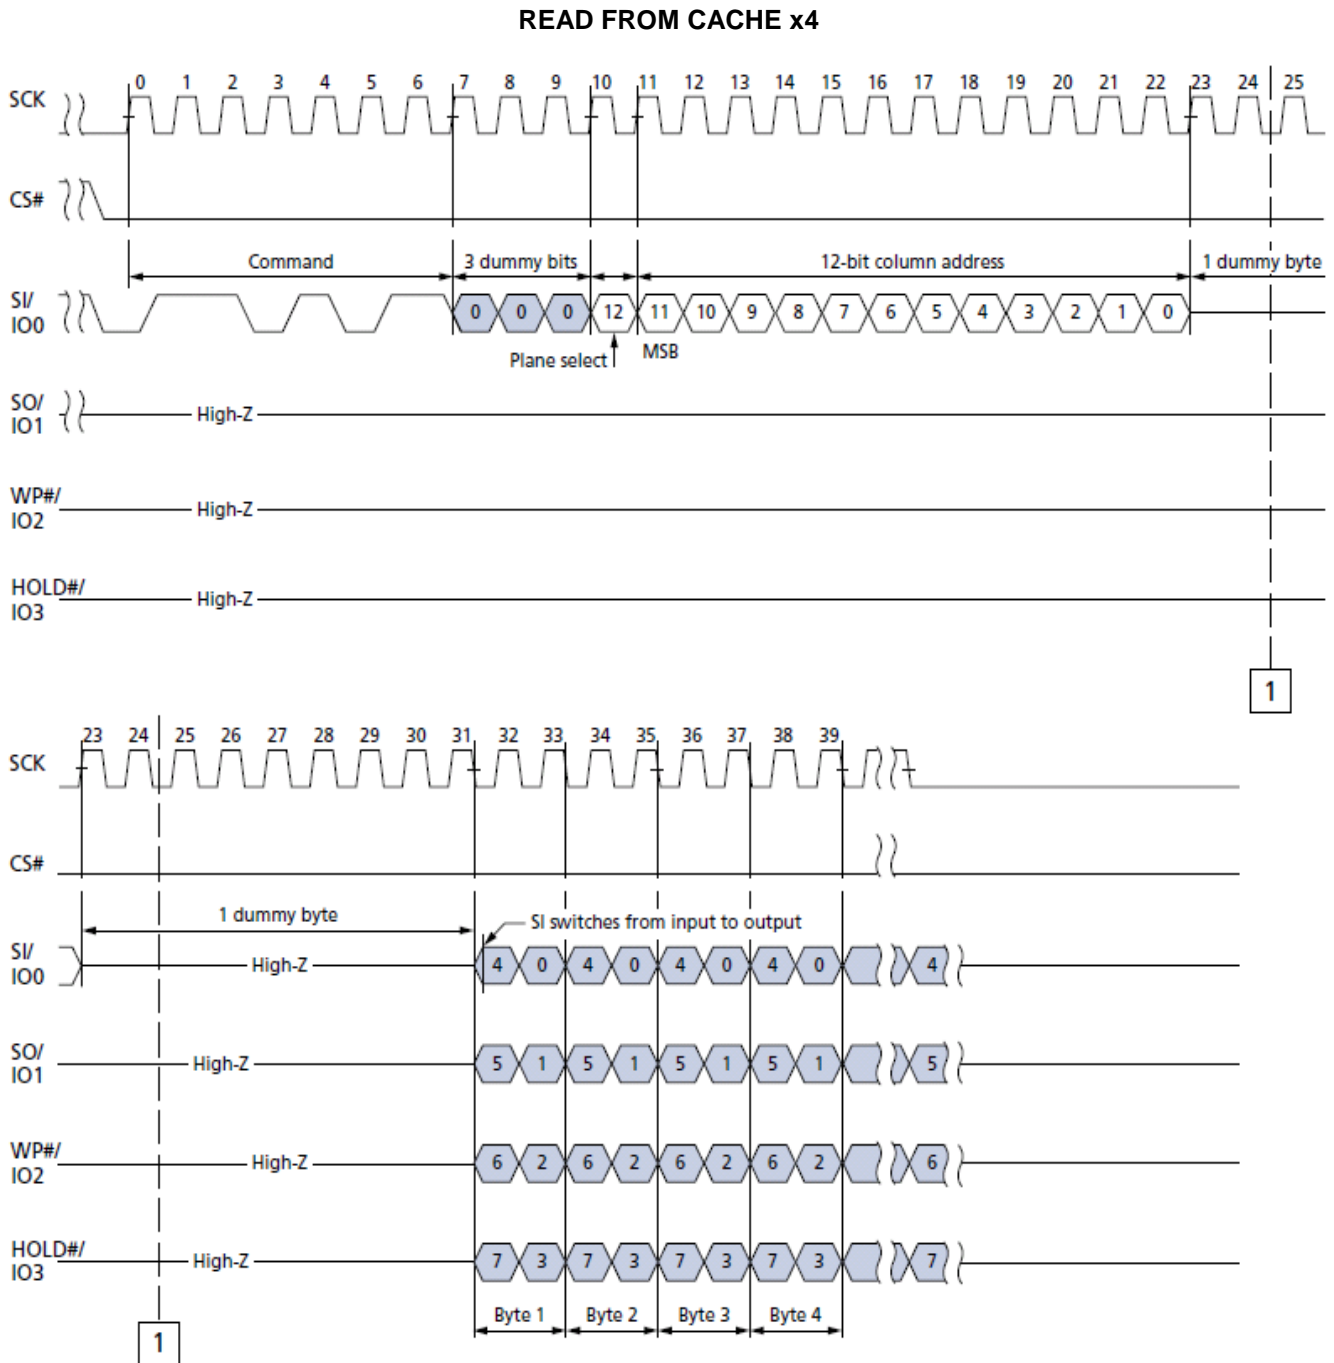 READ FROM CACHE x4
0 1 2 3 4 5 6 7 8 9 10 11 12 13 14 15 16 17 18 19 20 21 22 23 24 25
SCK
CS#
Command 3 dummy bits 12-bit column address 1 dummy byte
SI/
IO0
0 0 0 12 11 10 9 8 7 6 5 4 3 2 1 0
Plane select MSB
SO/
IO1
High-Z
WP#/
IO2
High-Z
HOLD#/
IO3
High-Z
1
23 24 25 26 27 28 29 30 31 32 33 34 35 36 37 38 39
SCK
CS#
1 dummy byte SI switches from input to output
SI/
IO0
High-Z 4 0 4 0 4 0 4 0 4
SO/
IO1
High-Z 5 1 5 1 5 1 5 1 5
WP#/
IO2
High-Z 6 2 6 2 6 2 6 2 6
HOLD#/
IO3
High-Z 7 3 7 3 7 3 7 3 7
Byte 1 Byte 2 Byte 3 Byte 4
1